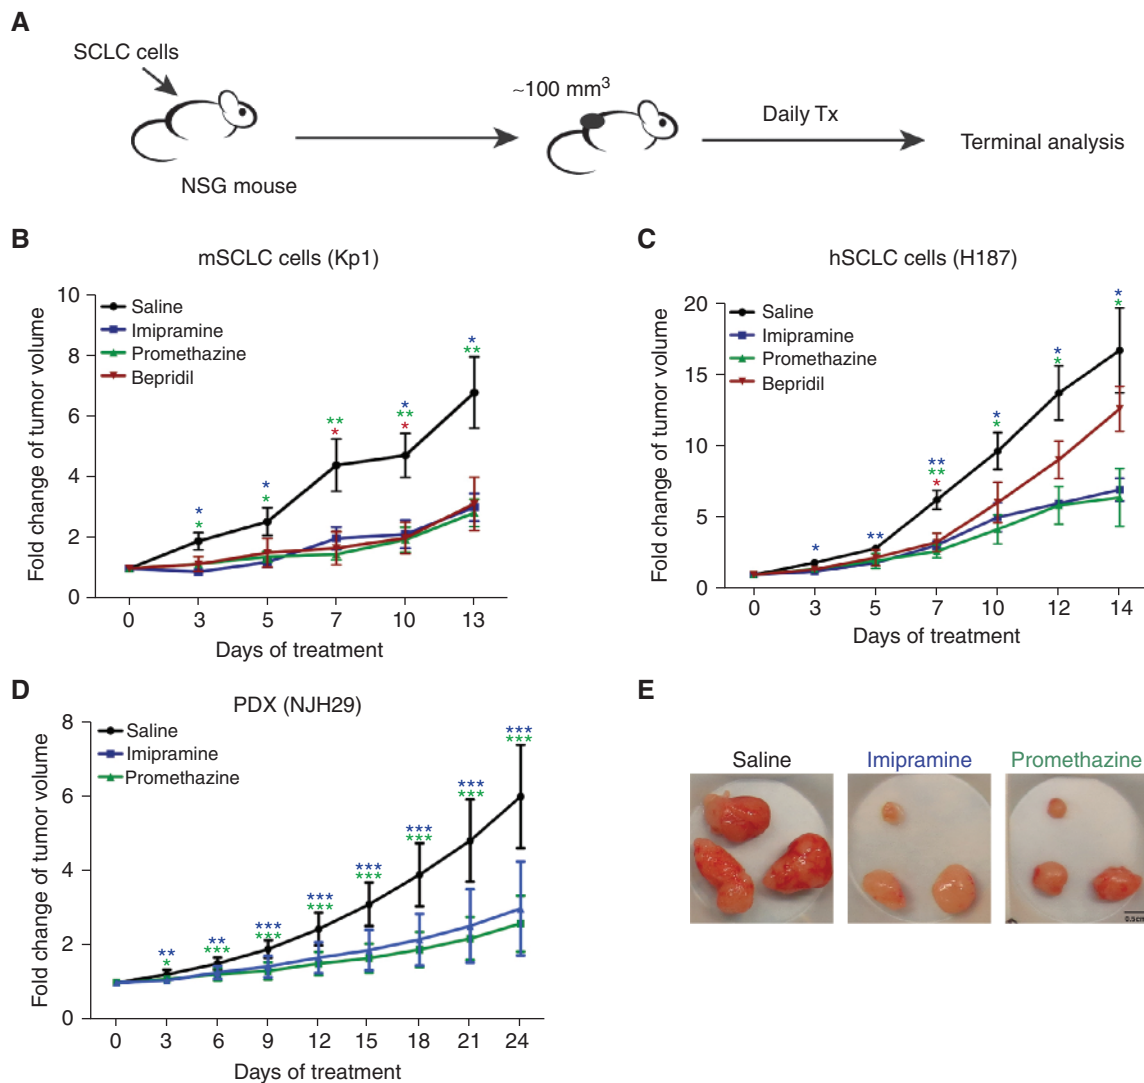 A
SCLC cells
NSG mouse
~100 mm³
Daily Tx
Terminal analysis
B
mSCLC cells (Kp1)
Fold change of tumor volume
10
8
6
4
2
0
Saline
Imipramine
Promethazine
Bepridil
*
*
*
*
**
*
*
**
*
*
**
0 3 5 7 10 13
Days of treatment
C
hSCLC cells (H187)
Fold change of tumor volume
20
15
10
5
0
Saline
Imipramine
Promethazine
Bepridil
*
**
**
**
*
*
*
*
*
*
*
0 3 5 7 10 12 14
Days of treatment
D
PDX (NJH29)
Fold change of tumor volume
8
6
4
2
0
Saline
Imipramine
Promethazine
**
*
**
***
***
***
***
***
***
***
***
***
***
***
***
***
0 3 6 9 12 15 18 21 24
Days of treatment
E
Saline Imipramine Promethazine
0.5cm